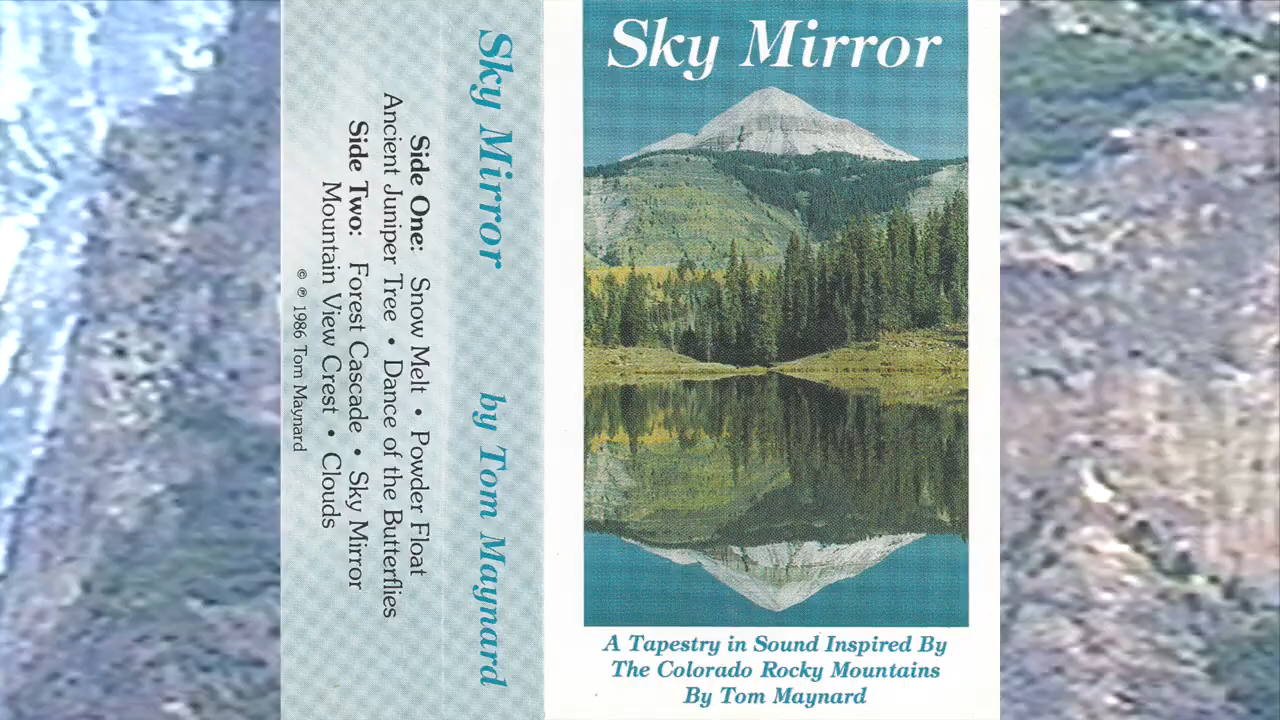 Sky Mirror
A Tapestry in Sound Inspired By
The Colorado Rocky Mountains
By Tom Maynard
Sky Mirror by Tom Maynard
Side One: Snow Melt • Powder Float
Ancient Juniper Tree • Dance of the Butterflies
Side Two: Forest Cascade • Sky Mirror
Mountain View Crest • Clouds
© ℗ 1986 Tom Maynard